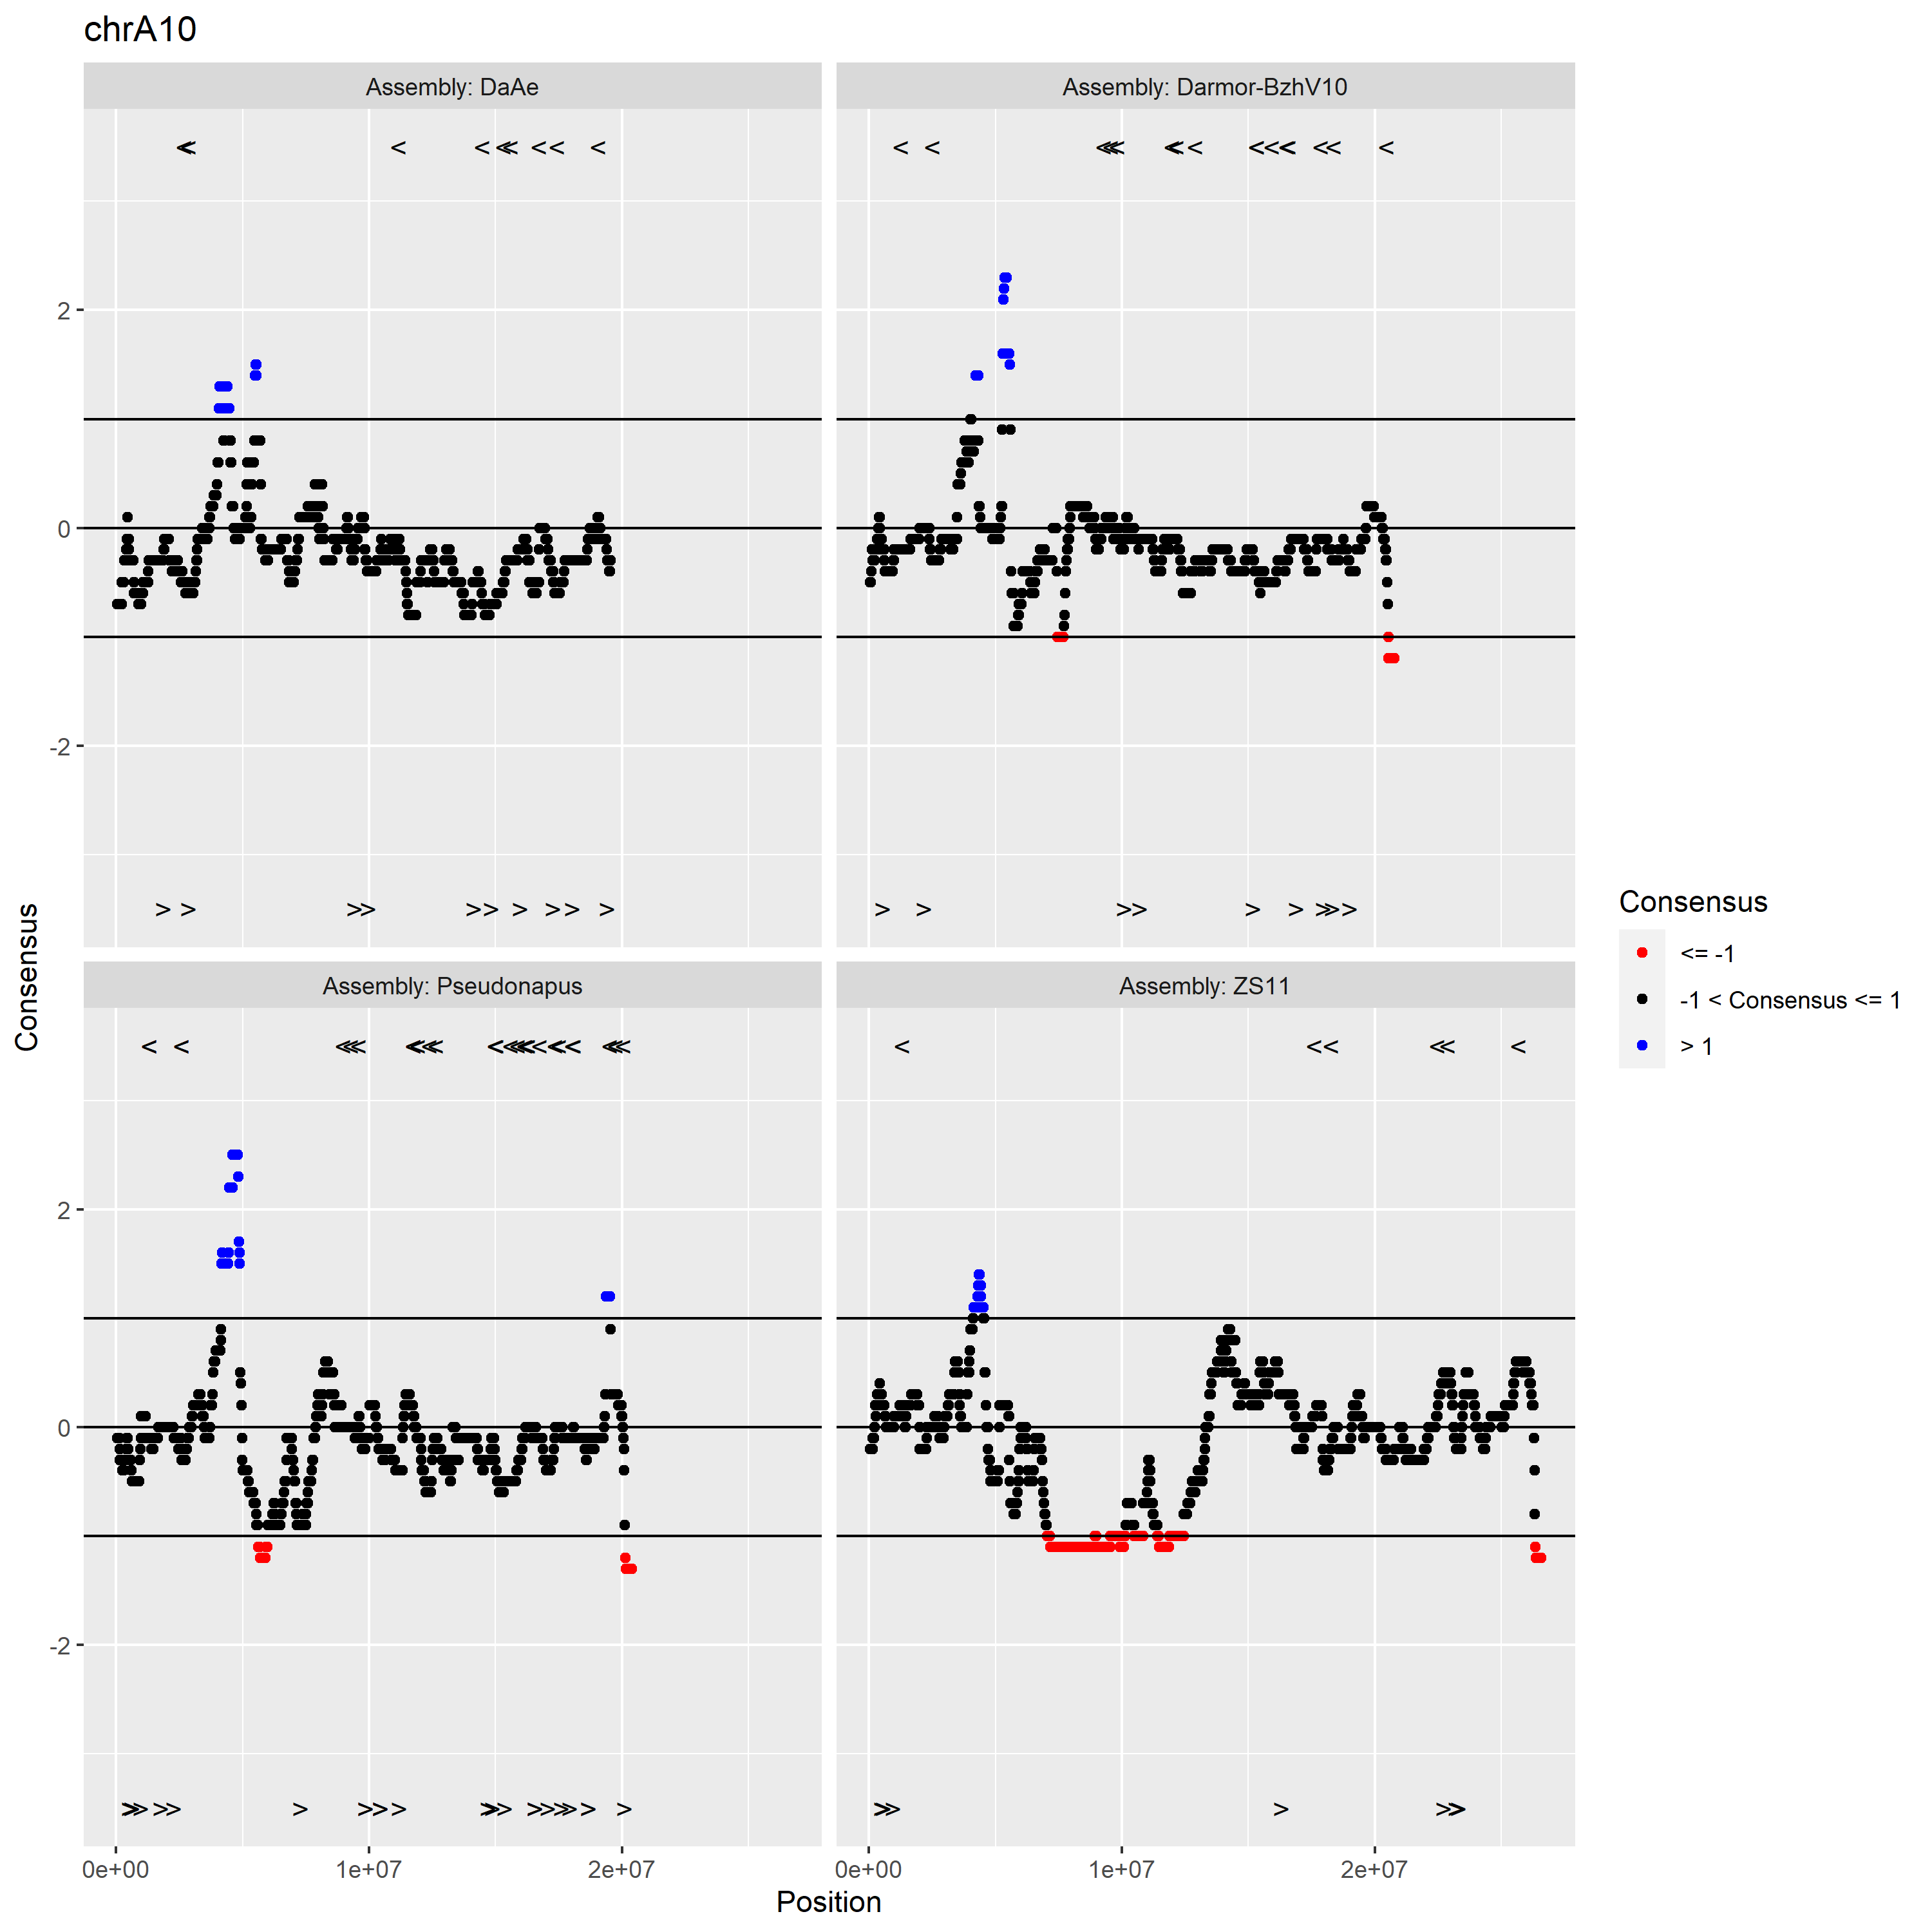 chrA10
Assembly: DaAe
Assembly: Darmor-BzhV10
2
0
-2
Assembly: Pseudonapus
Assembly: ZS11
2
0
-2
0e+00 1e+07 2e+07
0e+00 1e+07 2e+07
Position
Consensus
Consensus
<= -1
-1 < Consensus <= 1
> 1